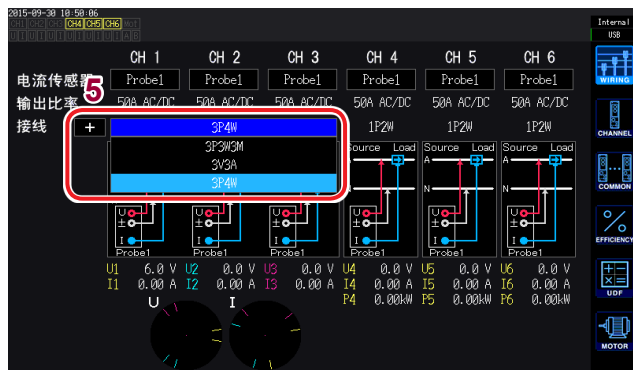 2015-09-30 10:50:06
CH1 CH2 CH3 CH4 CH5 CH6 Mot
U I U I U I U I U I U I A B
Internal
USB
CH 1 CH 2 CH 3 CH 4 CH 5 CH 6
电流传感器 Probe1 Probe1 Probe1 Probe1 Probe1 Probe1
5
输出比率 50A AC/DC 50A AC/DC 50A AC/DC 50A AC/DC 50A AC/DC 50A AC/DC
接线 + 3P4W 1P2W 1P2W 1P2W
3P3W3M
3V3A
3P4W
Source Load Source Load Source Load
A A A
N N N
U U U U U U
± ± ± ± ± ±
I I I I I I
Probe1 Probe1 Probe1 Probe1 Probe1 Probe1
U1 6.0 V U2 0.0 V U3 0.0 V U4 0.0 V U5 0.0 V U6 0.0 V
I1 0.00 A I2 0.00 A I3 0.00 A I4 0.00 A I5 0.00 A I6 0.00 A
P4 0.00kW P5 0.00kW P6 0.00kW
U I
WIRING
CHANNEL
COMMON
EFFICIENCY
UDF
MOTOR